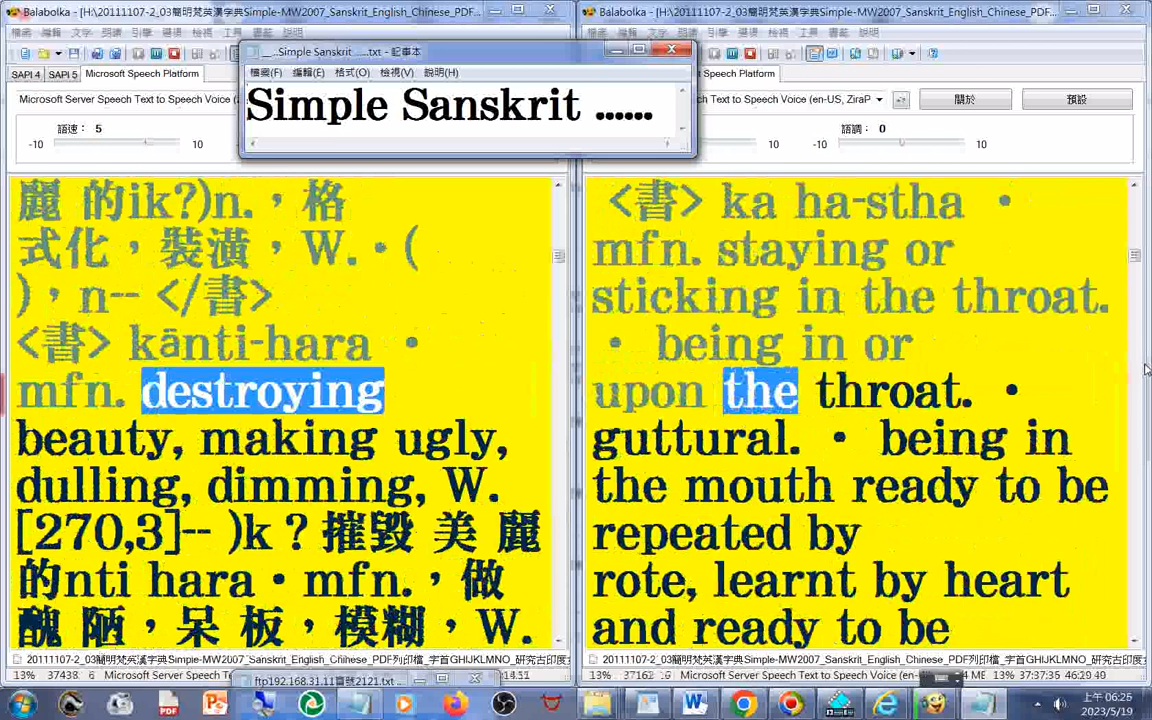 Balabolka - [H:\20111107-2_03簡明梵英漢字典Simple-MW2007_Sanskrit_English_Chinese_PDF...
Balabolka - [H:\20111107-2_03簡明梵英漢字典Simple-MW2007_Sanskrit_English_Chinese_PDF...
__...Simple Sanskrit ......txt - 記事本
檔案(F) 編輯(E) 格式(O) 檢視(V) 說明(H)
Simple Sanskrit ......
SAPI 4 SAPI 5 Microsoft Speech Platform
t Speech Platform
Microsoft Server Speech Text to Speech Voice (
ch Text to Speech Voice (en-US, ZiraP
關於
預設
語速： 5
語調： 0
-10 10
10 -10 10
麗 的ik?)n.，格
式化，裝潢，W.•(
)，n-- </書>
<書> kānti-hara •
mfn. destroying
beauty, making ugly,
dulling, dimming, W.
[270,3]-- )k ? 摧毀 美 麗
的nti hara•mfn.，做
醜 陋，呆 板，模糊，W.
<書> ka ha-stha •
mfn. staying or
sticking in the throat.
• being in or
upon the throat. •
guttural. • being in
the mouth ready to be
repeated by
rote, learnt by heart
and ready to be
20111107-2_03簡明梵英漢字典Simple-MW2007_Sanskrit_English_Chinese_PDF列印檔_字首GHIJKLMNO_研究古印度
20111107-2_03簡明梵英漢字典Simple-MW2007_Sanskrit_English_Chinese_PDF列印檔_字首GHIJKLMNO_研究古印度
13% 37438
ftp192.168.31.11
13% Microsoft Server Speech Text to Speech Voice (en- 37:37:35
上午 06:25
2023/5/19